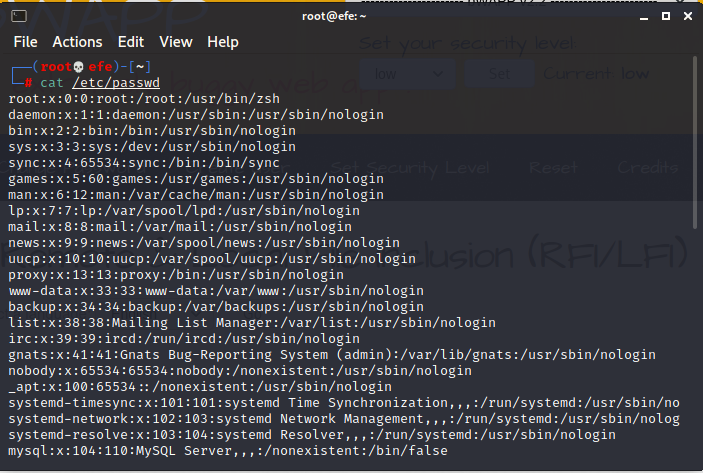 root@efe: ~
File Actions Edit View Help
Set your security level:
low Set Current: low
(root💀efe)-[~]
# cat /etc/passwd
root:x:0:0:root:/root:/usr/bin/zsh
daemon:x:1:1:daemon:/usr/sbin:/usr/sbin/nologin
bin:x:2:2:bin:/bin:/usr/sbin/nologin
sys:x:3:3:sys:/dev:/usr/sbin/nologin
sync:x:4:65534:sync:/bin:/bin/sync
games:x:5:60:games:/usr/games:/usr/sbin/nologin
man:x:6:12:man:/var/cache/man:/usr/sbin/nologin
Set Security Level Reset Credits
lp:x:7:7:lp:/var/spool/lpd:/usr/sbin/nologin
mail:x:8:8:mail:/var/mail:/usr/sbin/nologin
news:x:9:9:news:/var/spool/news:/usr/sbin/nologin
uucp:x:10:10:uucp:/var/spool/uucp:/usr/sbin/nologin
(RFI/LFI)
proxy:x:13:13:proxy:/bin:/usr/sbin/nologin
www-data:x:33:33:www-data:/var/www:/usr/sbin/nologin
backup:x:34:34:backup:/var/backups:/usr/sbin/nologin
list:x:38:38:Mailing List Manager:/var/list:/usr/sbin/nologin
irc:x:39:39:ircd:/run/ircd:/usr/sbin/nologin
gnats:x:41:41:Gnats Bug-Reporting System (admin):/var/lib/gnats:/usr/sbin/nologin
nobody:x:65534:65534:nobody:/nonexistent:/usr/sbin/nologin
_apt:x:100:65534::/nonexistent:/usr/sbin/nologin
systemd-timesync:x:101:101:systemd Time Synchronization,,,:/run/systemd:/usr/sbin/no
systemd-network:x:102:103:systemd Network Management,,,:/run/systemd:/usr/sbin/nolog
systemd-resolve:x:103:104:systemd Resolver,,,:/run/systemd:/usr/sbin/nologin
mysql:x:104:110:MySQL Server,,,:/nonexistent:/bin/false